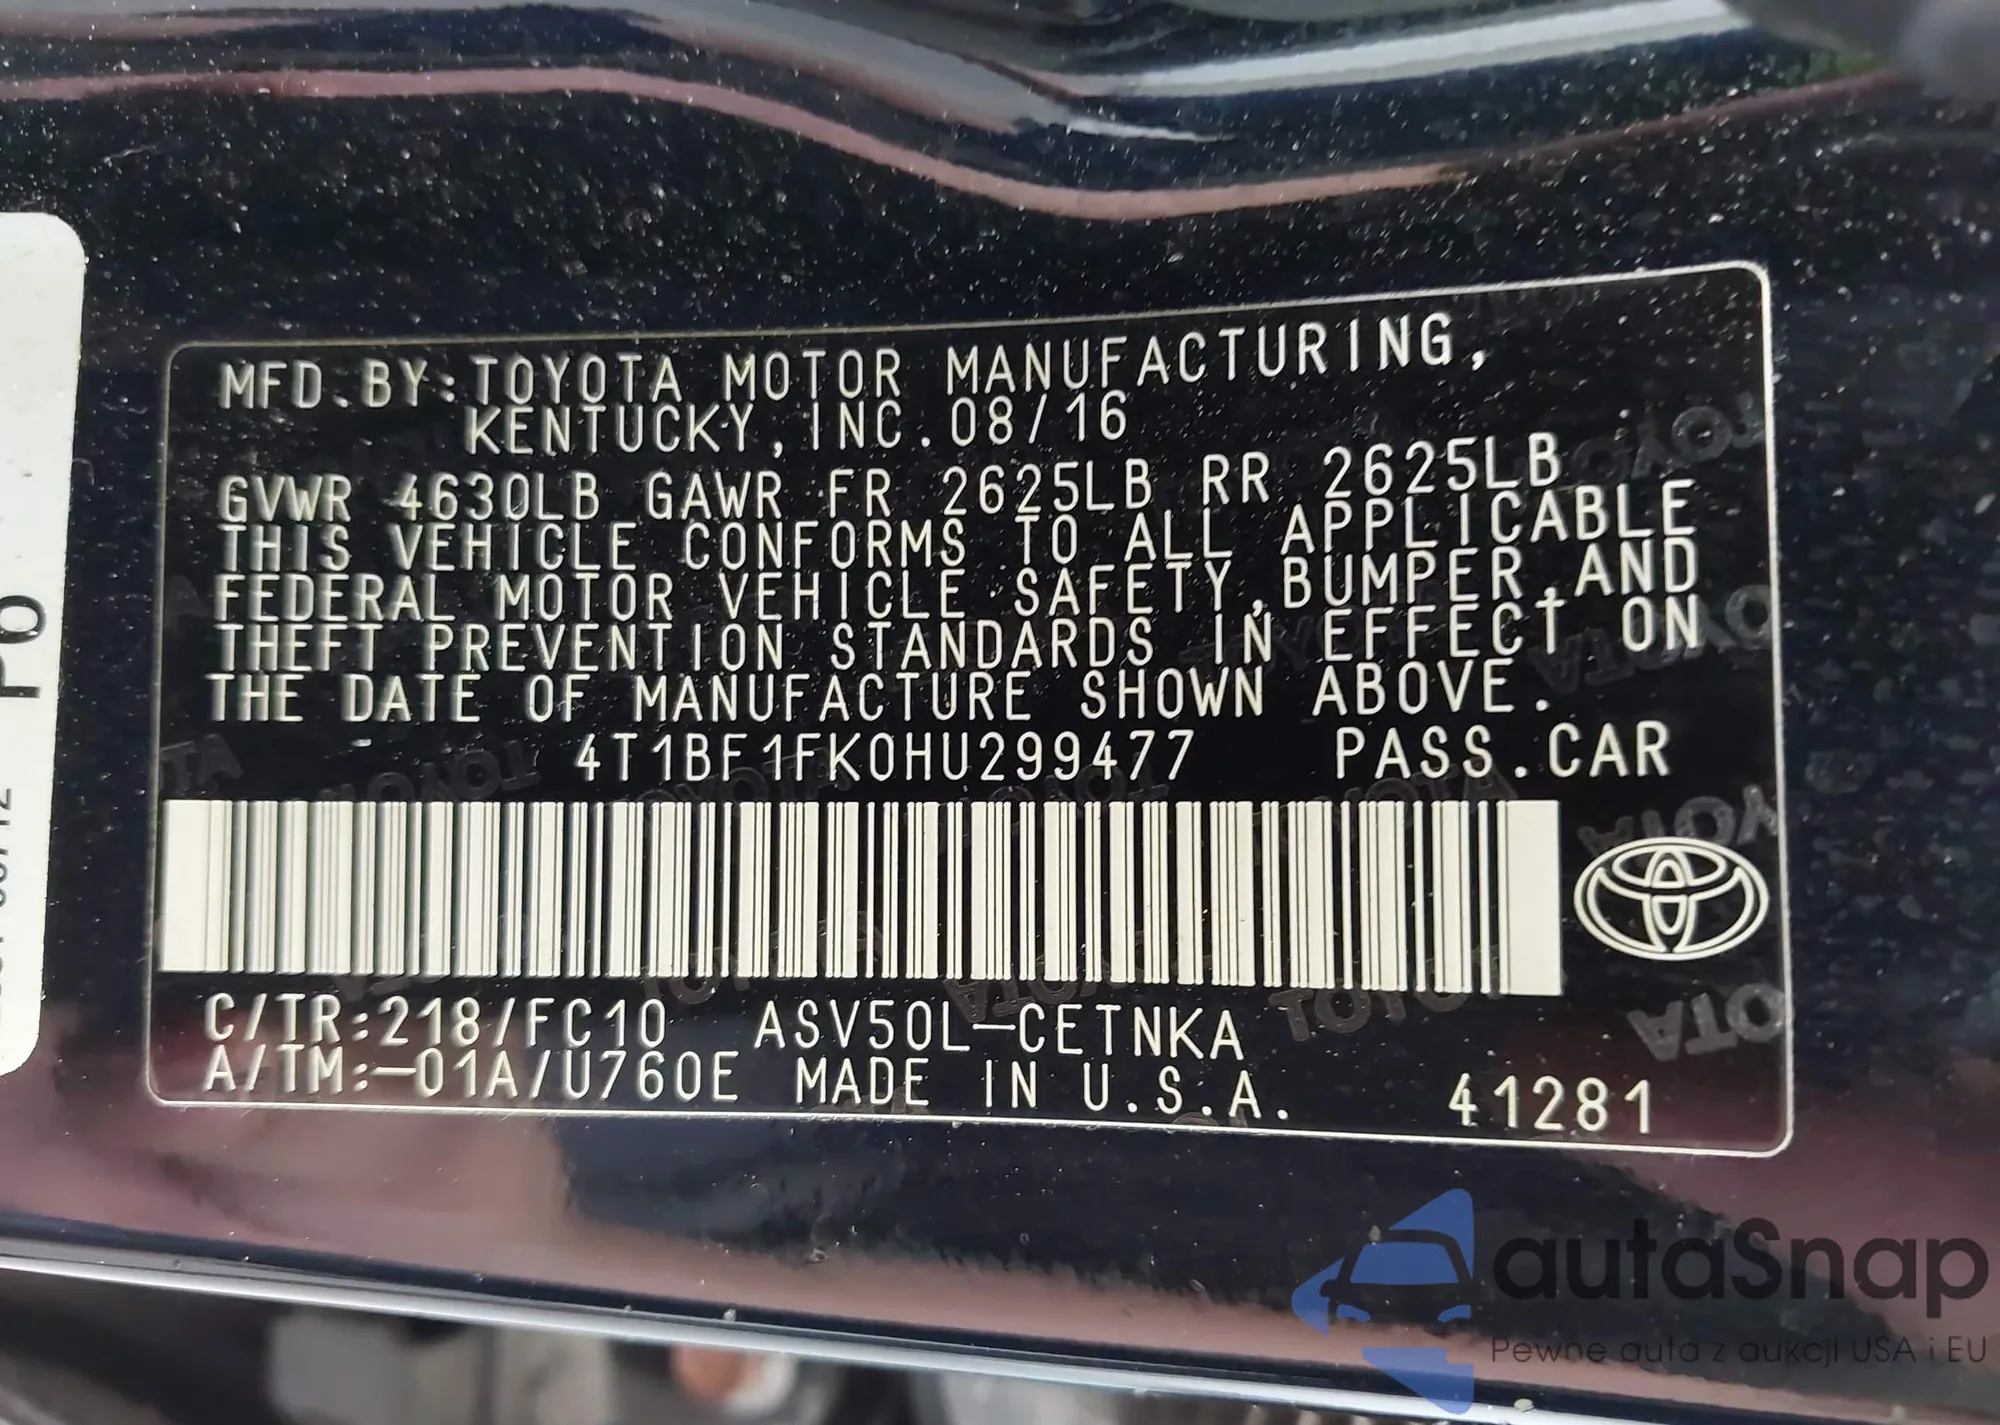 MFD.BY:TOYOTA MOTOR MANUFACTURING,
KENTUCKY,INC.08/16
GVWR 4630LB GAWR FR 2625LB RR 2625LB
THIS VEHICLE CONFORMS TO ALL APPLICABLE
FEDERAL MOTOR VEHICLE SAFETY,BUMPER,AND
THEFT PREVENTION STANDARDS IN EFFECT ON
THE DATE OF MANUFACTURE SHOWN ABOVE.
4T1BF1FK0HU299477 PASS.CAR
C/TR:218/FC10 ASV50L-CETNKA
A/TM:-01A/U760E MADE IN U.S.A. 41281
P6
autaSnap
Pewne auta z aukcji USA i EU